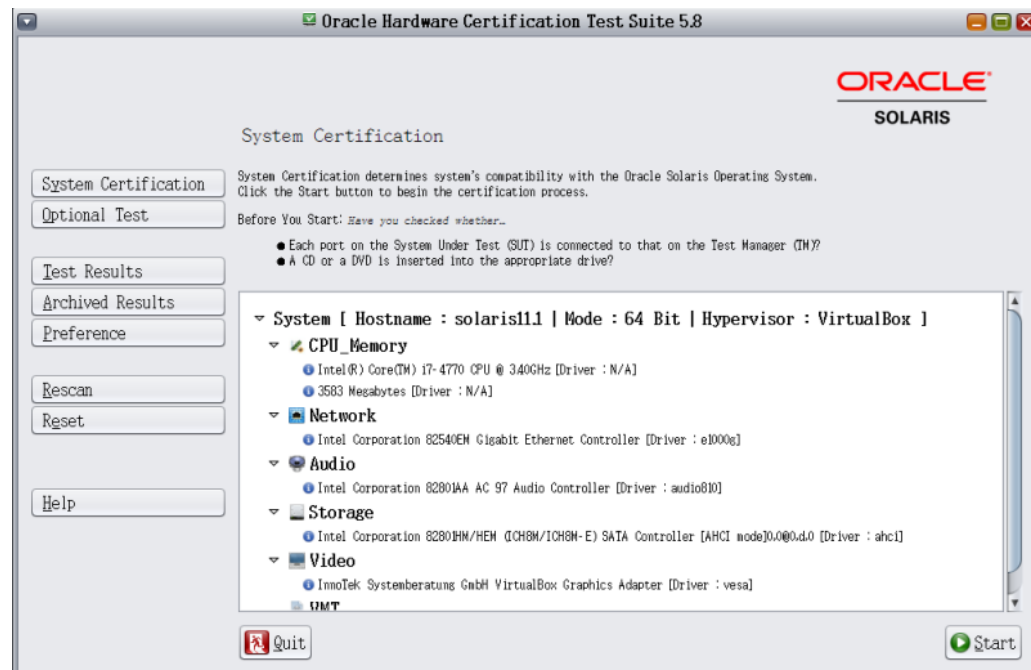 Oracle Hardware Certification Test Suite 5.8
ORACLE
SOLARIS
System Certification
System Certification
Optional Test
Test Results
Archived Results
Preference
Rescan
Reset
Help
System Certification determines system's compatibility with the Oracle Solaris Operating System.
Click the Start button to begin the certification process.
Before You Start: Have you checked whether…
● Each port on the System Under Test (SUT) is connected to that on the Test Manager (TM)?
● A CD or a DVD is inserted into the appropriate drive?
System [ Hostname : solaris11.1 | Mode : 64 Bit | Hypervisor : VirtualBox ]
CPU_Memory
Intel(R) Core(TM) i7-4770 CPU @ 3.40GHz [Driver : N/A]
3583 Megabytes [Driver : N/A]
Network
Intel Corporation 82540EM Gigabit Ethernet Controller [Driver : e1000g]
Audio
Intel Corporation 82801AA AC 97 Audio Controller [Driver : audio810]
Storage
Intel Corporation 82801HM/HEM (ICH8M/ICH8M-E) SATA Controller [AHCI mode]0,0@0,d,0 [Driver : ahci]
Video
InnoTek Systemberatung GmbH VirtualBox Graphics Adapter [Driver : vesa]
Quit
Start